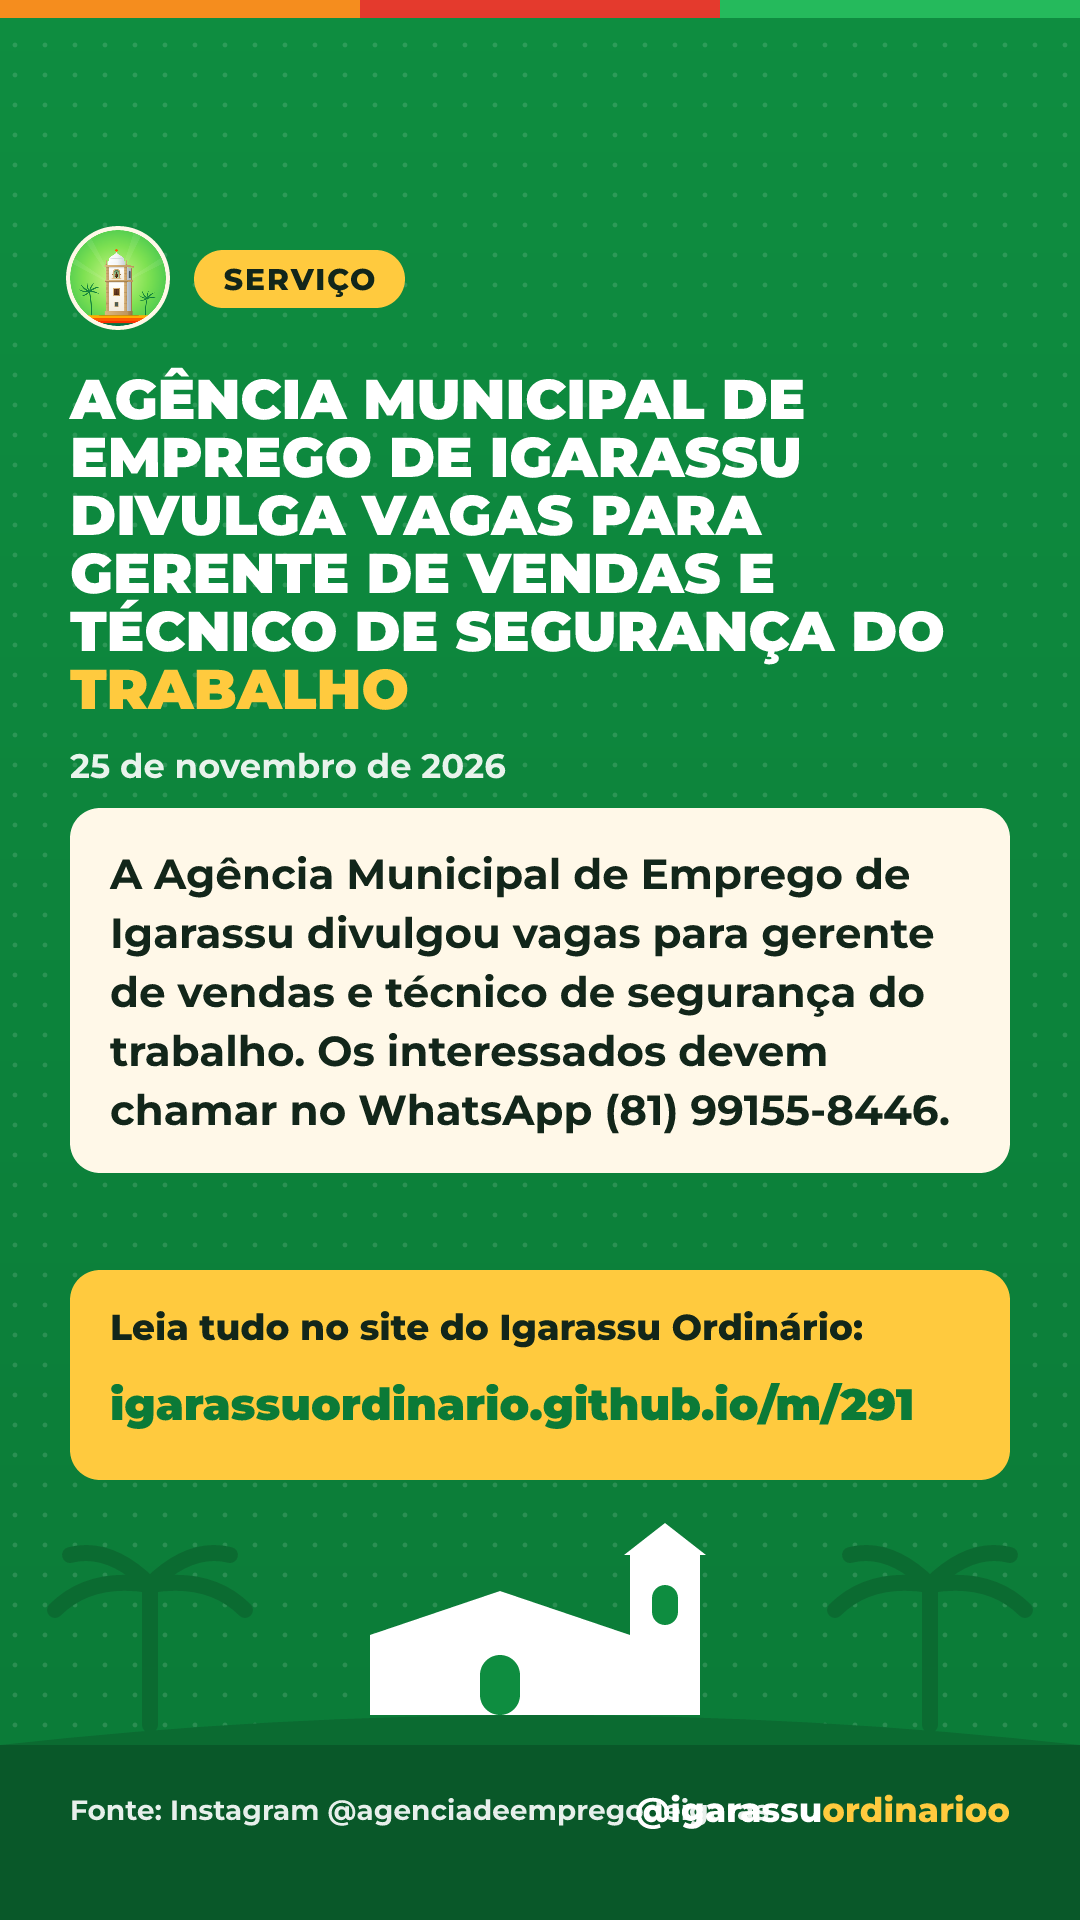 SERVIÇO
AGÊNCIA MUNICIPAL DE
EMPREGO DE IGARASSU
DIVULGA VAGAS PARA
GERENTE DE VENDAS E
TÉCNICO DE SEGURANÇA DO
TRABALHO
25 de novembro de 2026
A Agência Municipal de Emprego de
Igarassu divulgou vagas para gerente
de vendas e técnico de segurança do
trabalho. Os interessados devem
chamar no WhatsApp (81) 99155-8446.
Leia tudo no site do Igarassu Ordinário:
igarassuordinario.github.io/m/291
Fonte: Instagram
@igarassuordinarioo